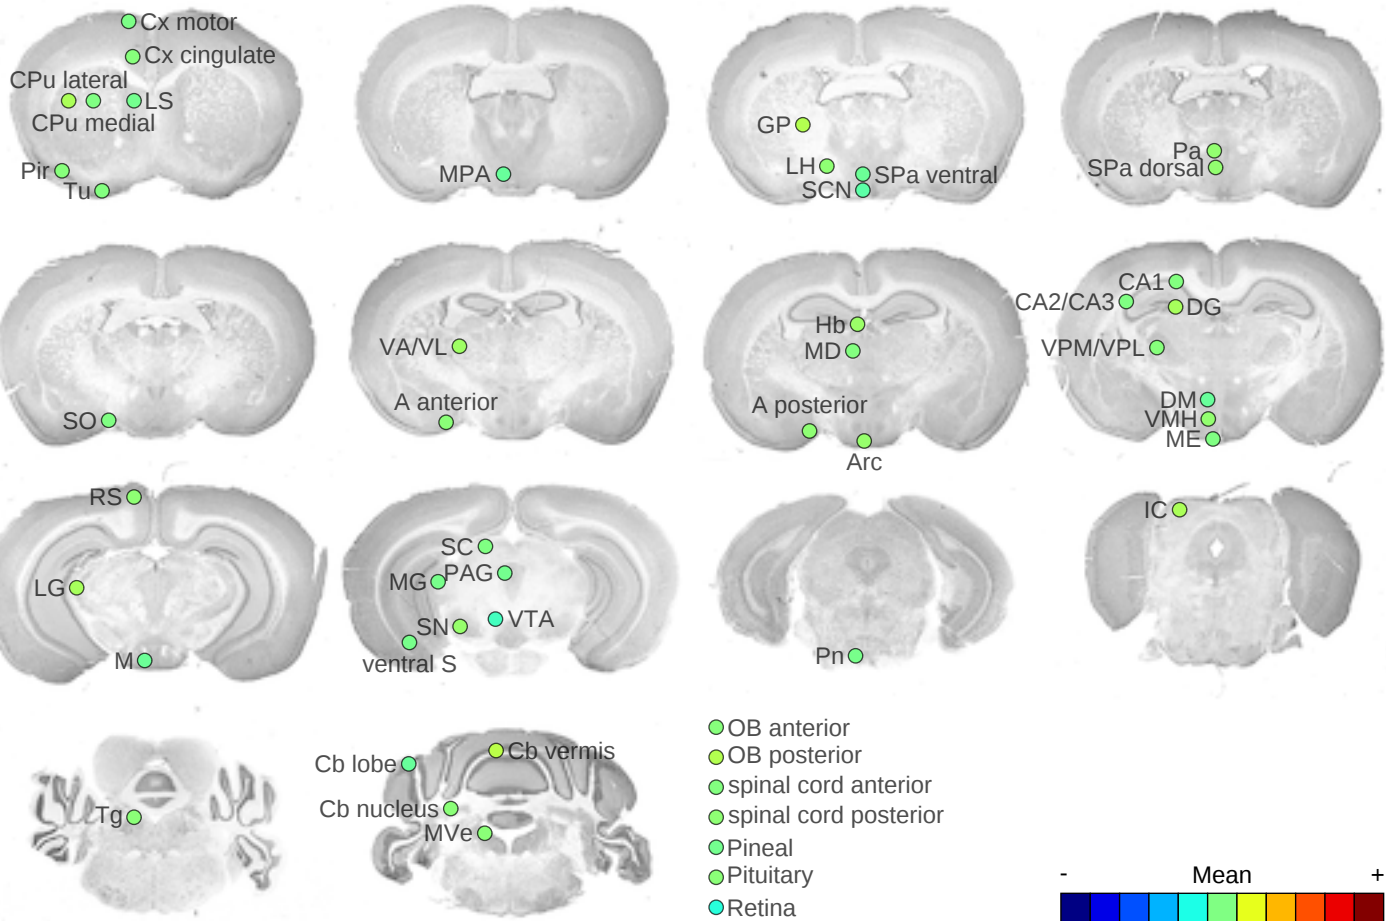 Cx motor
Cx cingulate
CPu lateral
LS
CPu medial
Pir
Tu
MPA
GP
LH
SPa ventral
SCN
Pa
SPa dorsal
SO
VA/VL
A anterior
Hb
MD
A posterior
Arc
CA1
CA2/CA3
DG
VPM/VPL
DM
VMH
ME
RS
LG
M
SC
MG
PAG
SN
VTA
ventral S
Pn
IC
Tg
Cb lobe
Cb vermis
Cb nucleus
MVe
OB anterior
OB posterior
spinal cord anterior
spinal cord posterior
Pineal
Pituitary
Retina
- Mean +